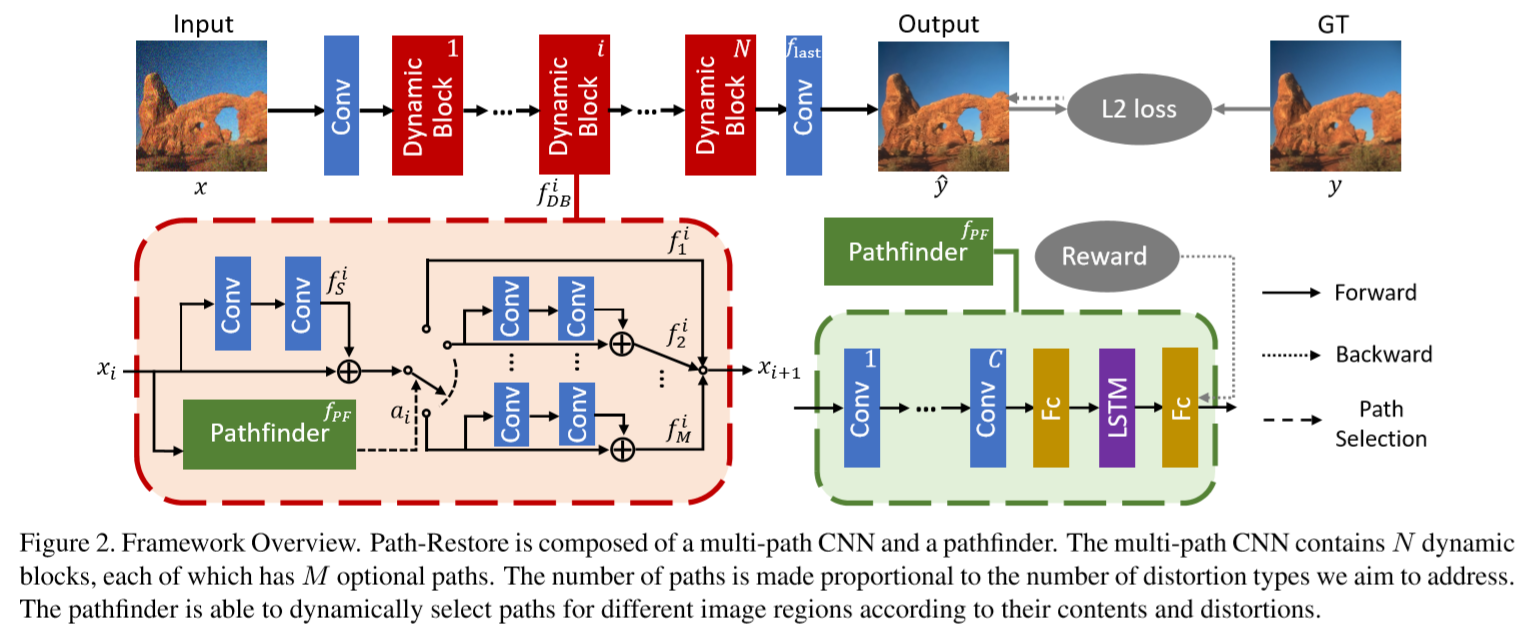 Input
Output
GT
Conv
Dynamic Block
1
...
Dynamic Block
i
...
Dynamic Block
N
f_last
Conv
L2 loss
x
f_{DB}^i
ŷ
y
x_i
Conv
Conv
f_S^i
Pathfinder
f_{PF}
a_i
f_1^i
Conv
Conv
f_2^i
⋮
⋮
⋮
Conv
Conv
f_M^i
x_{i+1}
Pathfinder
f_{PF}
Reward
Conv
1
...
Conv
C
Fc
LSTM
Fc
Forward
Backward
Path
Selection
Figure 2. Framework Overview. Path-Restore is composed of a multi-path CNN and a pathfinder. The multi-path CNN contains N dynamic
blocks, each of which has M optional paths. The number of paths is made proportional to the number of distortion types we aim to address.
The pathfinder is able to dynamically select paths for different image regions according to their contents and distortions.